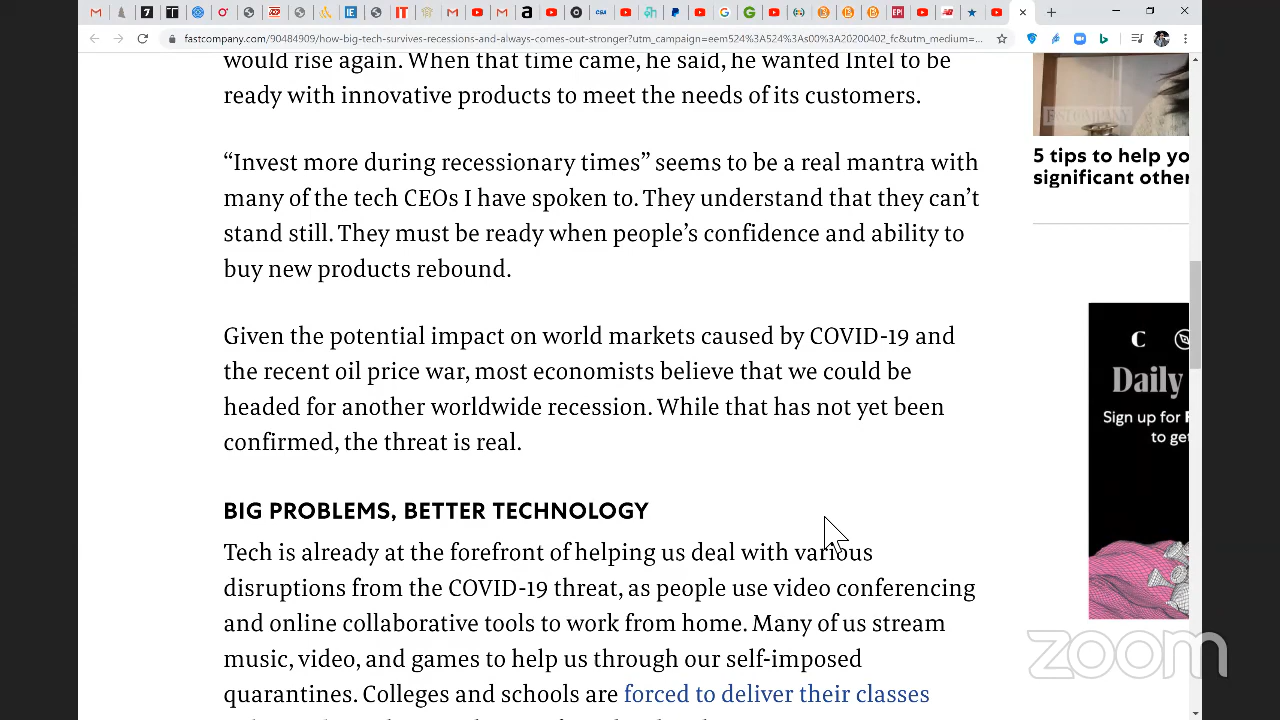 fastcompany.com/90484909/how-big-tech-survives-recessions-and-always-comes-out-stronger?utm_campaign=eem524%3A524%3As00%3A20200402_fc&utm_medium=...
would rise again. When that time came, he said, he wanted Intel to be
ready with innovative products to meet the needs of its customers.
“Invest more during recessionary times” seems to be a real mantra with
many of the tech CEOs I have spoken to. They understand that they can’t
stand still. They must be ready when people’s confidence and ability to
buy new products rebound.
Given the potential impact on world markets caused by COVID-19 and
the recent oil price war, most economists believe that we could be
headed for another worldwide recession. While that has not yet been
confirmed, the threat is real.
BIG PROBLEMS, BETTER TECHNOLOGY
Tech is already at the forefront of helping us deal with various
disruptions from the COVID-19 threat, as people use video conferencing
and online collaborative tools to work from home. Many of us stream
music, video, and games to help us through our self-imposed
quarantines. Colleges and schools are forced to deliver their classes
FAST COMPANY
5 tips to help yo
significant other
C
Daily
Sign up for F
to get
zoom